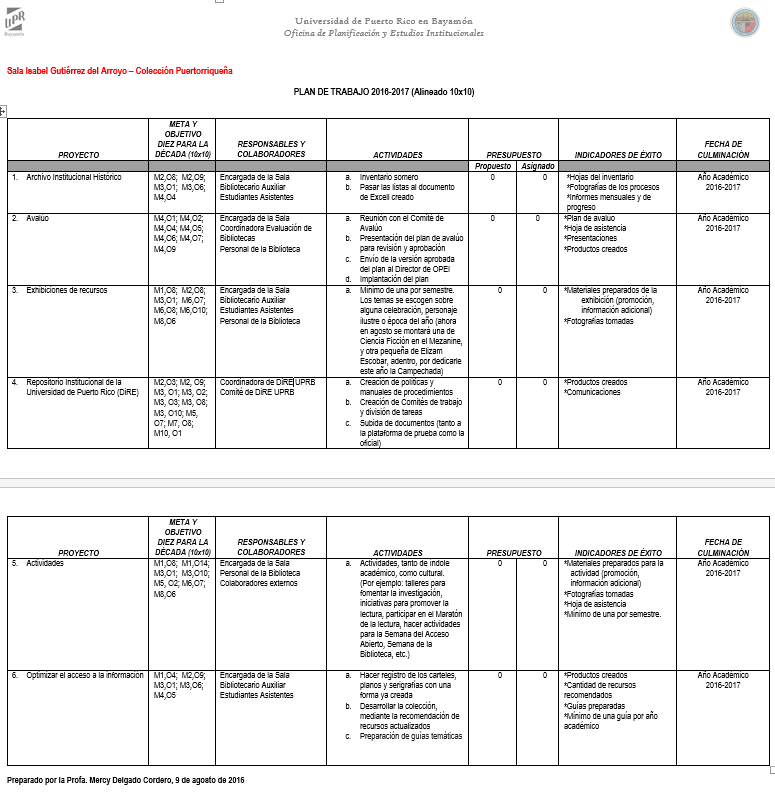 UPR
Bayamón
Universidad de Puerto Rico en Bayamón
Oficina de Planificación y Estudios Institucionales
Sala Isabel Gutiérrez del Arroyo – Colección Puertorriqueña
PLAN DE TRABAJO 2016-2017 (Alineado 10x10)
PROYECTO
META Y
OBJETIVO
DIEZ PARA LA
DÉCADA (10x10)
RESPONSABLES Y
COLABORADORES
ACTIVIDADES
PRESUPUESTO
INDICADORES DE ÉXITO
FECHA DE
CULMINACIÓN
Propuesto
Asignado
1. Archivo Institucional Histórico
M2,O8; M2,O9;
M3,O1; M3,O6;
M4,O4
Encargada de la Sala
Bibliotecario Auxiliar
Estudiantes Asistentes
a. Inventario somero
b. Pasar las listas al documento
de Excell creado
0
0
*Hojas del inventario
*Fotografías de los procesos
*Informes mensuales y de
progreso
Año Académico
2016-2017
2. Avalúo
M4,O1; M4,O2;
M4,O4; M4,O5;
M4,O6; M4,O7;
M4,O9
Encargada de la Sala
Coordinadora Evaluación de
Bibliotecas
Personal de la Biblioteca
a. Reunión con el Comité de
Avalúo
b. Presentación del plan de avalúo
para revisión y aprobación
c. Envío de la versión aprobada
del plan al Director de OPEI
d. Implantación del plan
0
0
*Plan de avalúo
*Hoja de asistencia
*Presentaciones
*Productos creados
Año Académico
2016-2017
3. Exhibiciones de recursos
M1,O8; M2,O8;
M3,O1; M6,O7;
M6,O8; M6,O10;
M8,O6
Encargada de la Sala
Bibliotecario Auxiliar
Estudiantes Asistentes
Personal de la Biblioteca
a. Mínimo de una por semestre.
Los temas se escogen sobre
alguna celebración, personaje
ilustre o época del año (ahora
en agosto se montará una de
Ciencia Ficción en el Mezanine,
y otra pequeña de Elizam
Escobar, adentro, por dedicarle
este año la Campechada)
0
0
*Materiales preparados de la
exhibición (promoción,
información adicional)
*Fotografías tomadas
Año Académico
2016-2017
4. Repositorio Institucional de la
Universidad de Puerto Rico (DiRE)
M2,O3; M2, O9;
M3, O1; M3, O2;
M3, O3; M3, O8;
M3, O10; M5,
O7; M7, O8;
M10, O1
Coordinadora de DiRE UPRB
Comité de DiRE UPRB
a. Creación de políticas y
manuales de procedimientos
b. Creación de Comités de trabajo
y división de tareas
c. Subida de documentos (tanto a
la plataforma de prueba como la
oficial)
0
0
*Productos creados
*Comunicaciones
Año Académico
2016-2017
PROYECTO
META Y
OBJETIVO
DIEZ PARA LA
DÉCADA (10x10)
RESPONSABLES Y
COLABORADORES
ACTIVIDADES
PRESUPUESTO
INDICADORES DE ÉXITO
FECHA DE
CULMINACIÓN
5. Actividades
M1,O8; M1,O14;
M3,O1; M3,O10;
M5, O2; M6,O7;
M8,O6
Encargada de la Sala
Personal de la Biblioteca
Colaboradores externos
a. Actividades, tanto de índole
académico, como cultural.
(Por ejemplo: talleres para
fomentar la investigación,
iniciativas para promover la
lectura, participar en el Maratón
de la lectura, hacer actividades
para la Semana del Acceso
Abierto, Semana de la
Biblioteca, etc.)
0
0
*Materiales preparados para la
actividad (promoción,
información adicional)
*Fotografías tomadas
*Hoja de asistencia
*Mínimo de una por semestre.
Año Académico
2016-2017
6. Optimizar el acceso a la información
M1,O4; M2,O9;
M3,O1; M3,O6;
M4,O5
Encargada de la Sala
Bibliotecario Auxiliar
Estudiantes Asistentes
a. Hacer registro de los carteles,
planos y serigrafías con una
forma ya creada
b. Desarrollar la colección,
mediante la recomendación de
recursos actualizados
c. Preparación de guías temáticas
0
0
*Productos creados
*Cantidad de recursos
recomendados
*Guías preparadas
*Mínimo de una guía por año
académico
Año Académico
2016-2017
Preparado por la Profa. Mercy Delgado Cordero, 9 de agosto de 2016